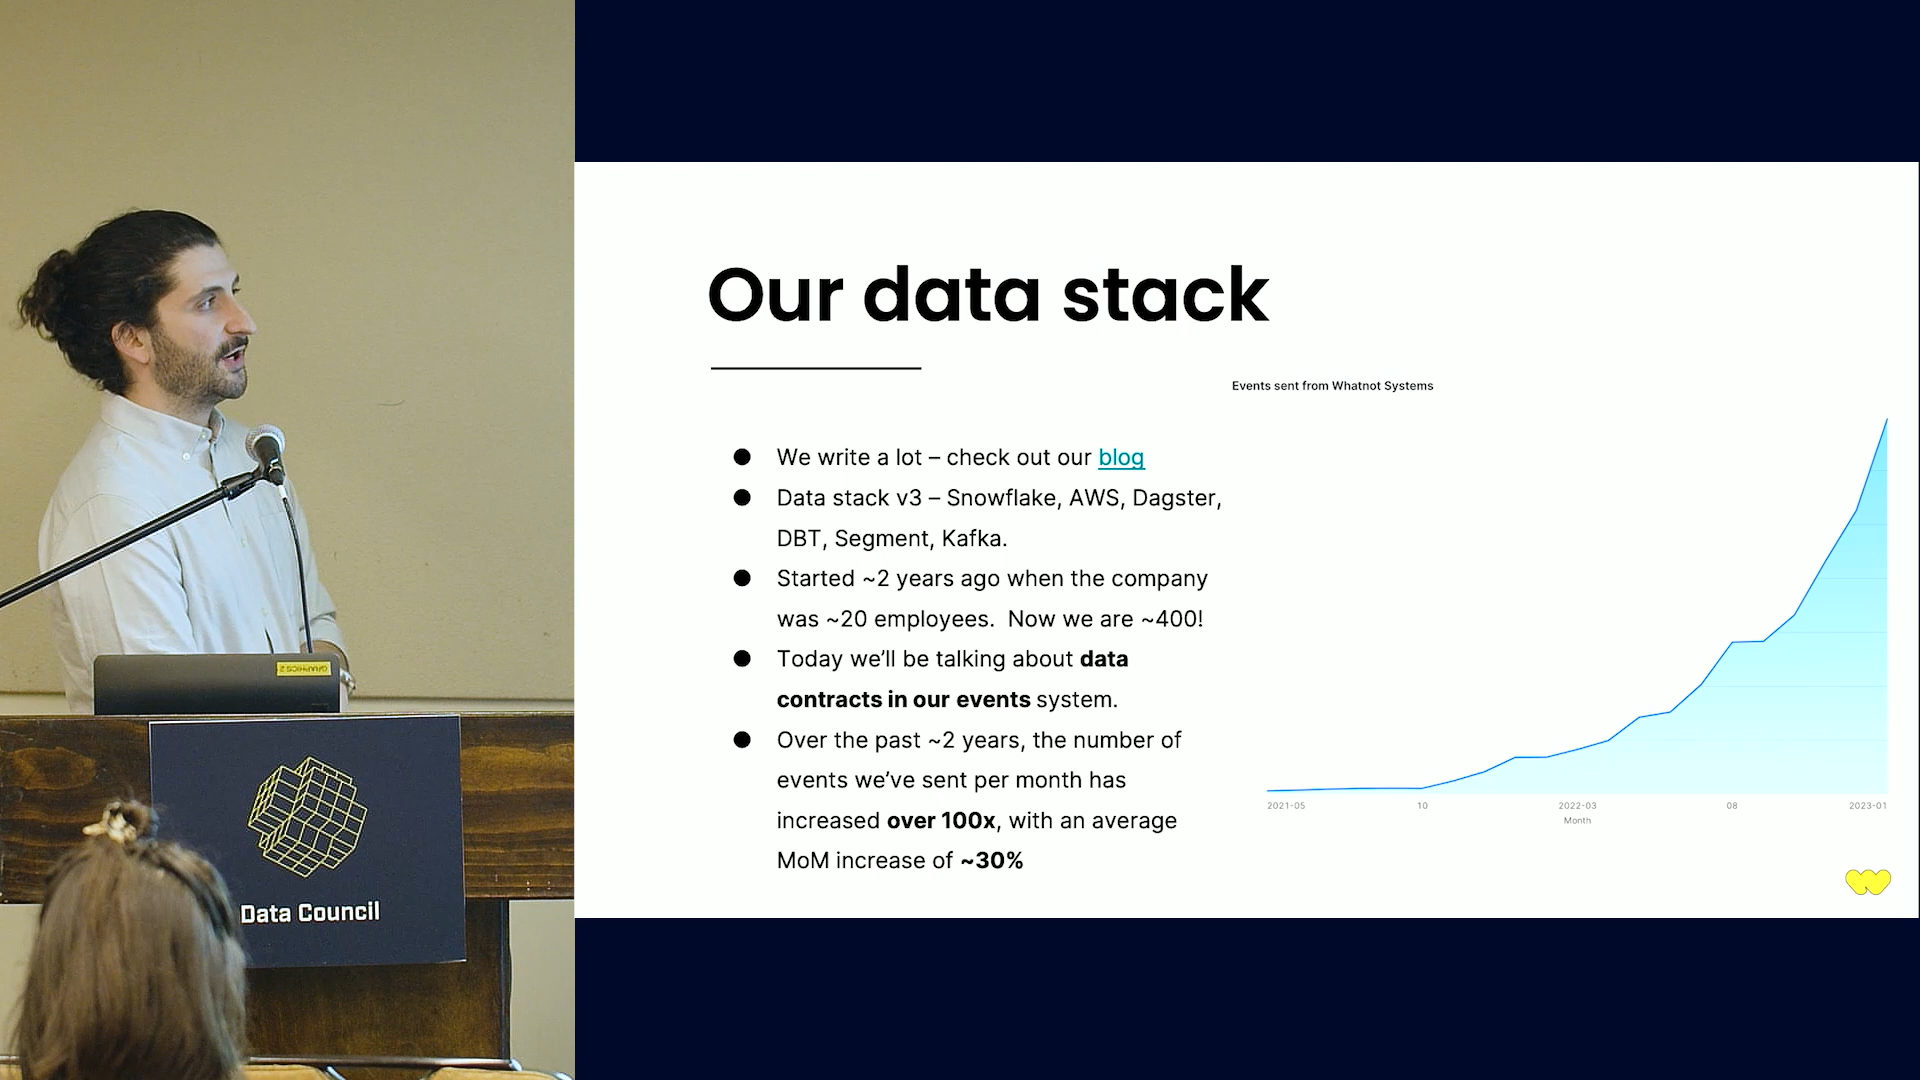 Our data stack
Events sent from Whatnot Systems
● We write a lot – check out our blog
● Data stack v3 – Snowflake, AWS, Dagster,
DBT, Segment, Kafka.
● Started ~2 years ago when the company
was ~20 employees.  Now we are ~400!
● Today we’ll be talking about data
contracts in our events system.
● Over the past ~2 years, the number of
events we’ve sent per month has
increased over 100x, with an average
MoM increase of ~30%
2021-05 10 2022-03 08 2023-01
Month
GRAPHICS 2
Data Council